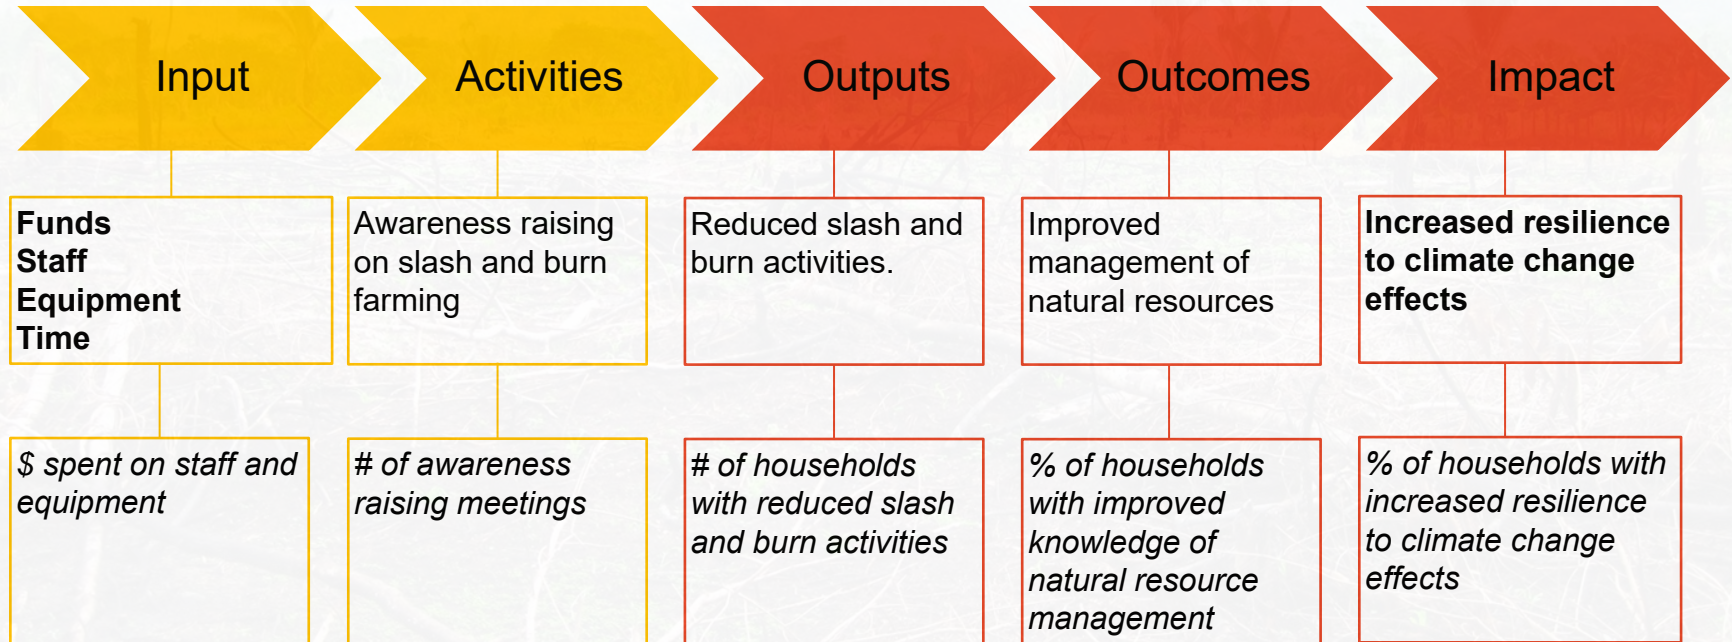 Input
Activities
Outputs
Outcomes
Impact
Funds
Staff
Equipment
Time
Awareness raising
on slash and burn
farming
Reduced slash and
burn activities.
Improved
management of
natural resources
Increased resilience
to climate change
effects
$ spent on staff and
equipment
# of awareness
raising meetings
# of households
with reduced slash
and burn activities
% of households
with improved
knowledge of
natural resource
management
% of households with
increased resilience
to climate change
effects